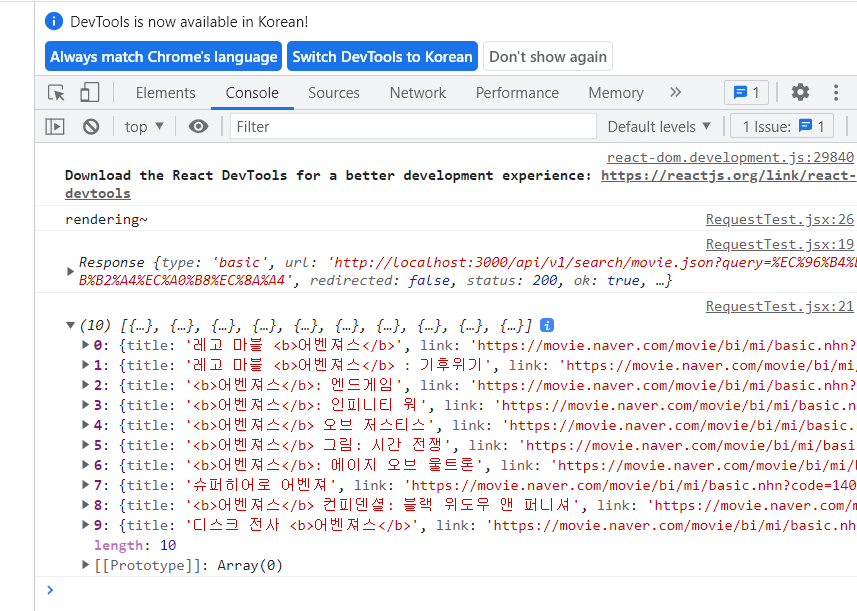 DevTools is now available in Korean!
Always match Chrome's language Switch DevTools to Korean Don't show again
Elements Console Sources Network Performance Memory » 1
top ▼ Filter Default levels ▼ 1 Issue: 1
react-dom.development.js:29840
Download the React DevTools for a better development experience: https://reactjs.org/link/react-
devtools
rendering~ RequestTest.jsx:26
RequestTest.jsx:19
▶ Response {type: 'basic', url: 'http://localhost:3000/api/v1/search/movie.json?query=%EC%96%B4%E
B%B2%A4%EC%A0%B8%EC%8A%A4', redirected: false, status: 200, ok: true, …}
RequestTest.jsx:21
▼ (10) [{…}, {…}, {…}, {…}, {…}, {…}, {…}, {…}, {…}, {…}] i
▶ 0: {title: '레고 마블 <b>어벤져스</b>', link: 'https://movie.naver.com/movie/bi/mi/basic.nhn?
▶ 1: {title: '레고 마블 <b>어벤져스</b> : 기후위기', link: 'https://movie.naver.com/movie/bi/mi
▶ 2: {title: '<b>어벤져스</b>: 엔드게임', link: 'https://movie.naver.com/movie/bi/mi/basic.nhn?
▶ 3: {title: '<b>어벤져스</b>: 인피니티 워', link: 'https://movie.naver.com/movie/bi/mi/basic.n
▶ 4: {title: '<b>어벤져스</b> 오브 저스티스', link: 'https://movie.naver.com/movie/bi/mi/basic.
▶ 5: {title: '<b>어벤져스</b> 그림: 시간 전쟁', link: 'https://movie.naver.com/movie/bi/mi/basi
▶ 6: {title: '<b>어벤져스</b>: 에이지 오브 울트론', link: 'https://movie.naver.com/movie/bi/mi/
▶ 7: {title: '슈퍼히어로 어벤져', link: 'https://movie.naver.com/movie/bi/mi/basic.nhn?code=140
▶ 8: {title: '<b>어벤져스</b> 컨피덴셜: 블랙 위도우 앤 퍼니셔', link: 'https://movie.naver.com/m
▶ 9: {title: '디스크 전사 <b>어벤져스</b>', link: 'https://movie.naver.com/movie/bi/mi/basic.nh
length: 10
▶ [[Prototype]]: Array(0)
>